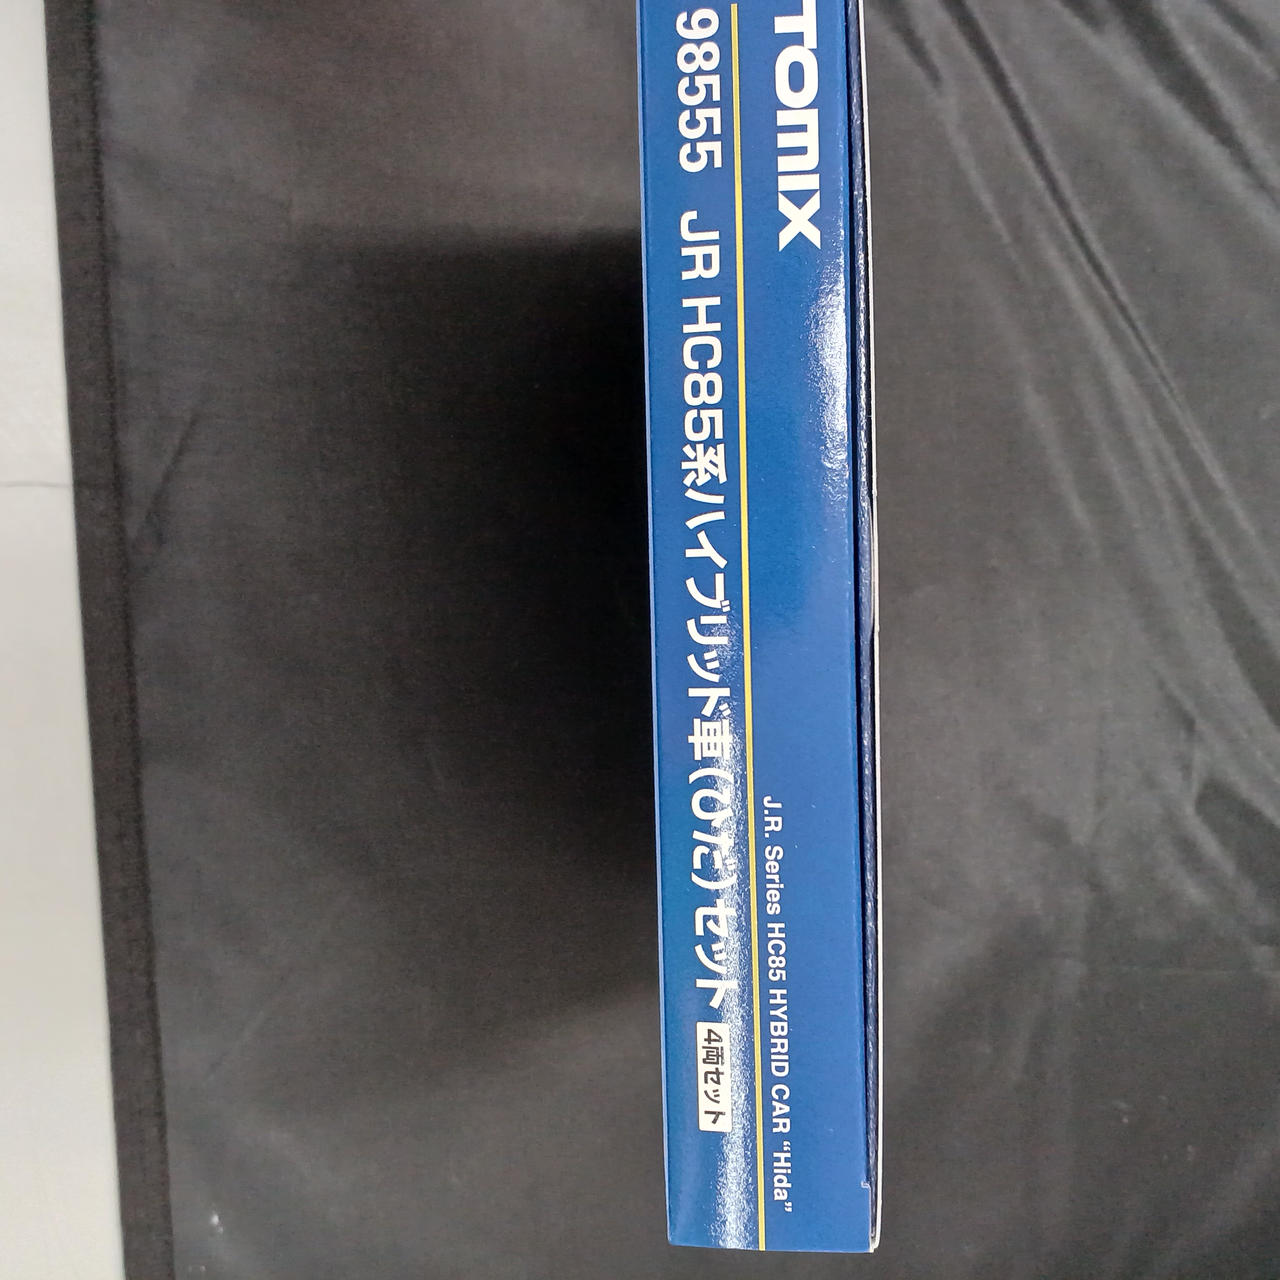 TOMIX
98555 JR HC85系ハイブリッド車(ひだ)セット 4両セット
J.R. Series HC85 HYBRID CAR “Hida”